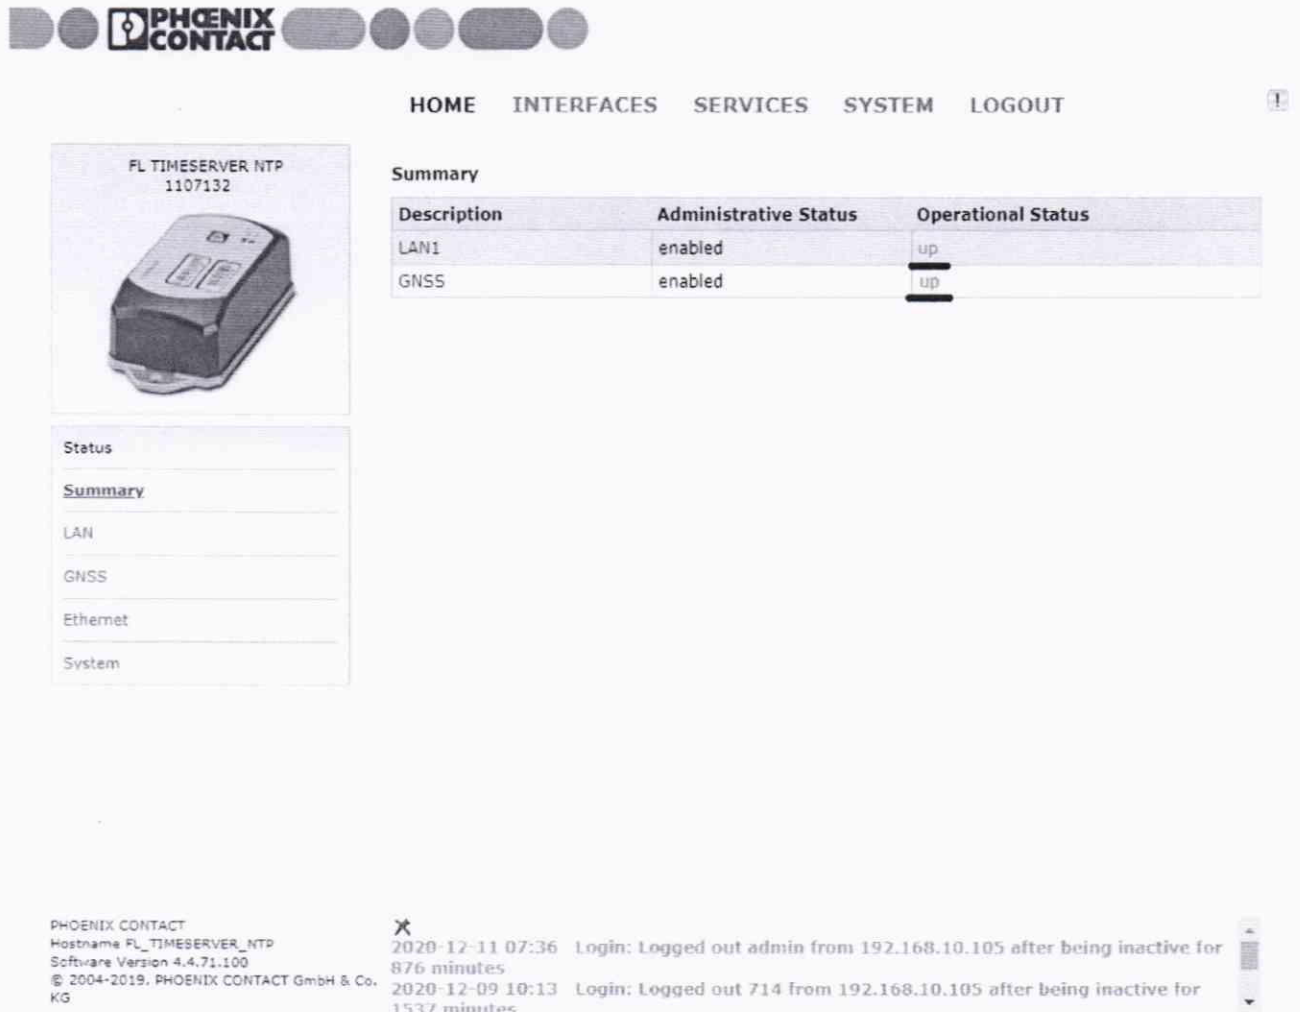 PHŒNIX
CONTACT
HOME INTERFACES SERVICES SYSTEM LOGOUT
FL TIMESERVER NTP
1107132
Summary
Description Administrative Status Operational Status
LAN1 enabled up
GNSS enabled up
Status
Summary
LAN
GNSS
Ethernet
System
PHOENIX CONTACT
Hostname FL_TIMESERVER_NTP
Software Version 4.4.71.100
© 2004-2019, PHOENIX CONTACT GmbH & Co.
KG
2020-12-11 07:36 Login: Logged out admin from 192.168.10.105 after being inactive for
876 minutes
2020-12-09 10:13 Login: Logged out 714 from 192.168.10.105 after being inactive for
1537 minutes